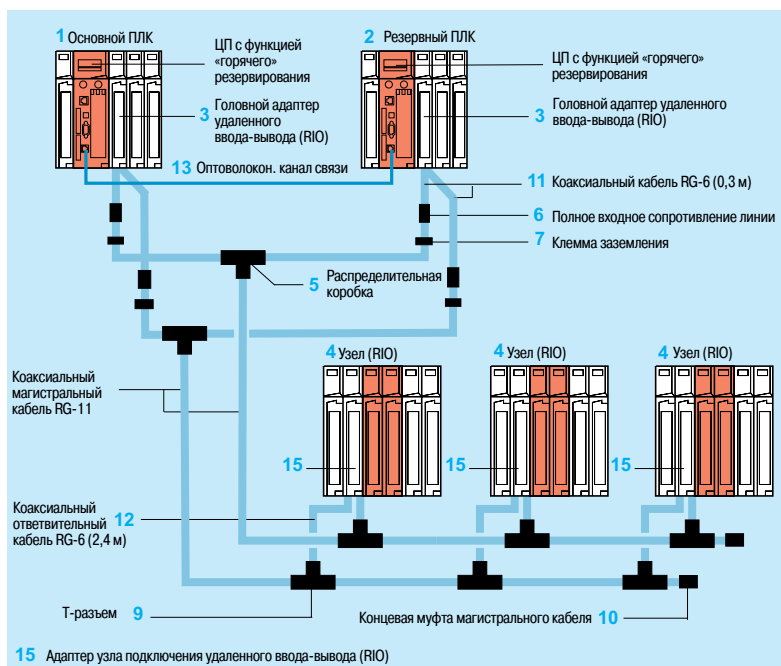 1 Основной ПЛК
ЦП с функцией
«горячего»
резервирования
3 Головной адаптер
удаленного
ввода-вывода (RIO)
2 Резервный ПЛК
ЦП с функцией «горячего»
резервирования
3 Головной адаптер удаленного
ввода-вывода (RIO)
13 Оптоволокон. канал связи
11 Коаксиальный кабель RG-6 (0,3 м)
6 Полное входное сопротивление линии
7 Клемма заземления
5 Распределительная
коробка
4 Узел (RIO)
4 Узел (RIO)
4 Узел (RIO)
Коаксиальный
магистральный
кабель RG-11
15
15
15
Коаксиальный
ответвительный 12
кабель RG-6 (2,4 м)
Т-разъем 9
Концевая муфта магистрального кабеля 10
15 Адаптер узла подключения удаленного ввода-вывода (RIO)